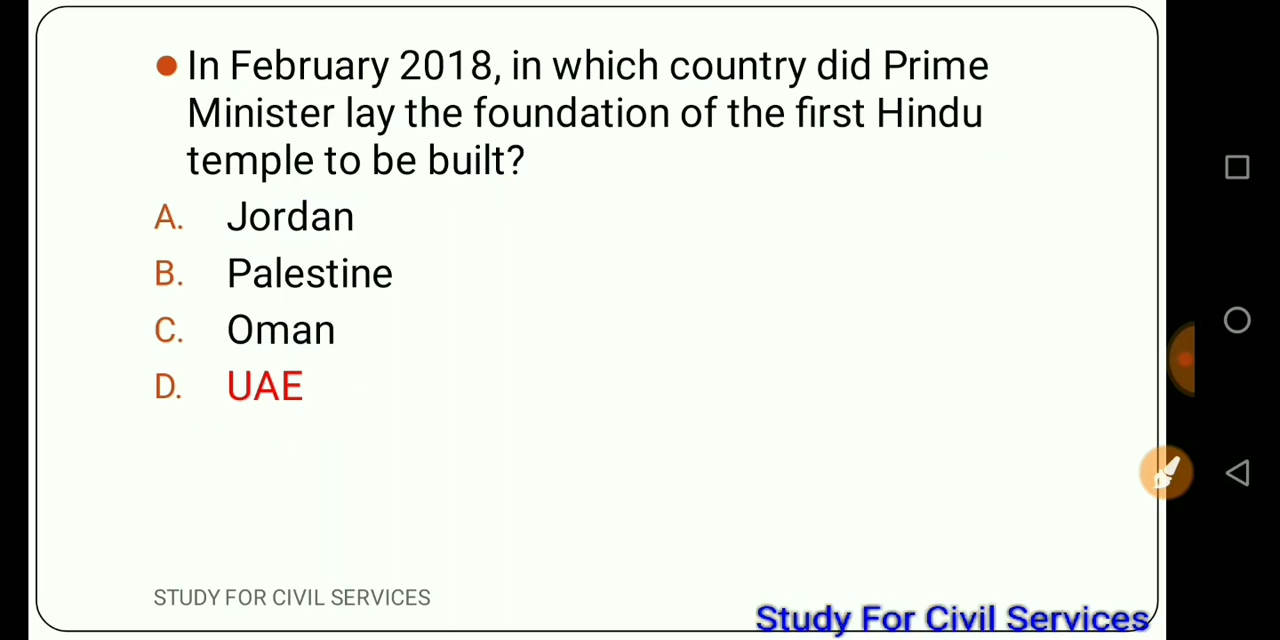 In February 2018, in which country did Prime
Minister lay the foundation of the first Hindu
temple to be built?
A. Jordan
B. Palestine
C. Oman
D. UAE
STUDY FOR CIVIL SERVICES
Study For Civil Services